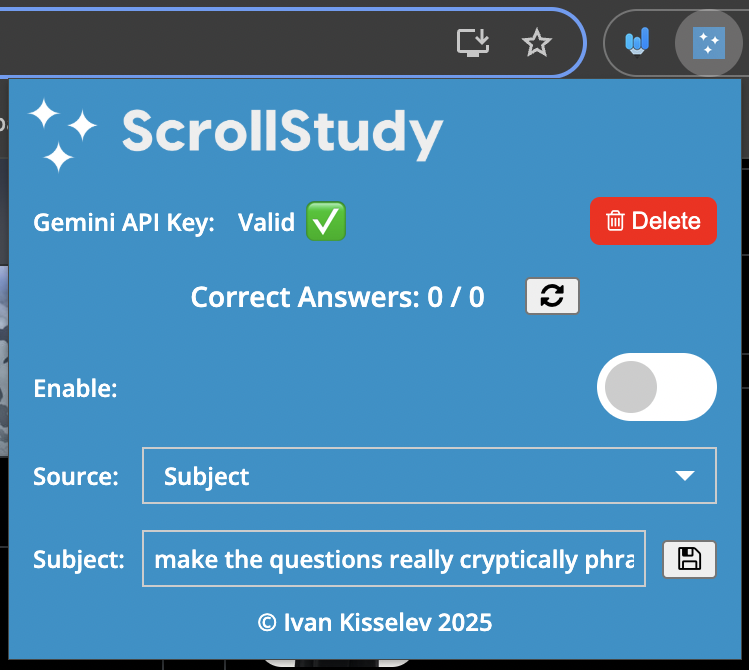 ScrollStudy
Gemini API Key: Valid ✅ Delete
Correct Answers: 0 / 0
Enable:
Source: Subject
Subject: make the questions really cryptically phra
© Ivan Kisselev 2025